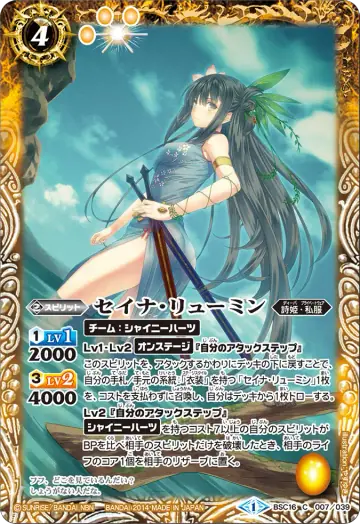 4
②スピリット
セイナ・リューミン
詩姫・私服
チーム：シャイニーハーツ
1 LV1
2000
3 LV2
4000
Lv1・Lv2 オンステージ 『自分のアタックステップ』
このスピリットを、アタックするかわりにデッキの下に戻すことで、
自分の手札/手元の系統：「衣装」を持つ「セイナ・リューミン」1枚
を、コストを支払わずに召喚し、自分はデッキから1枚ドローする。
Lv2『自分のアタックステップ』
シャイニーハーツ を持つコスト7以上の自分のスピリットが
BPを比べ相手のスピリットだけを破壊したとき、相手のライ
フのコア1個を相手のリザーブに置く。
フフ、どこを見ているんだい？
しょうがない人だな。
©SUNRISE/BANDAI,NBN
BANDAI 2014 MADE IN JAPAN
1
BSC16 C 007/039